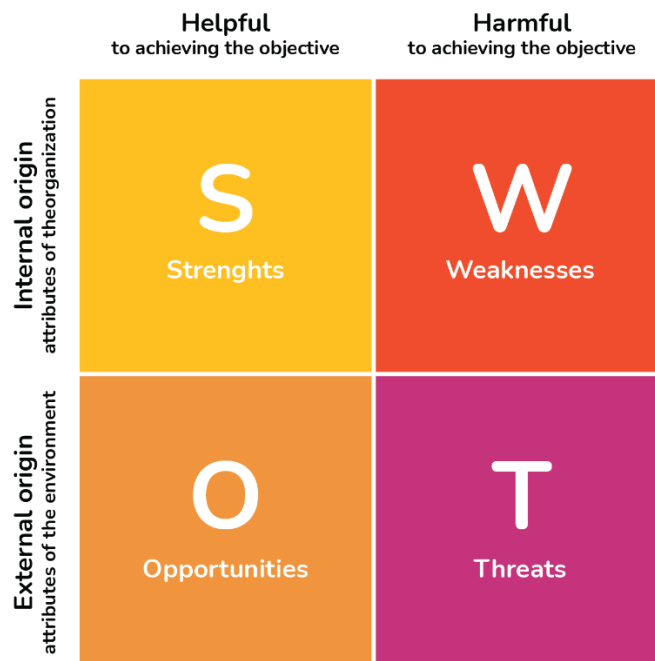 Helpful
to achieving the objective
Harmful
to achieving the objective
Internal origin
attributes of theorganization
S
Strenghts
W
Weaknesses
External origin
attributes of the environment
O
Opportunities
T
Threats